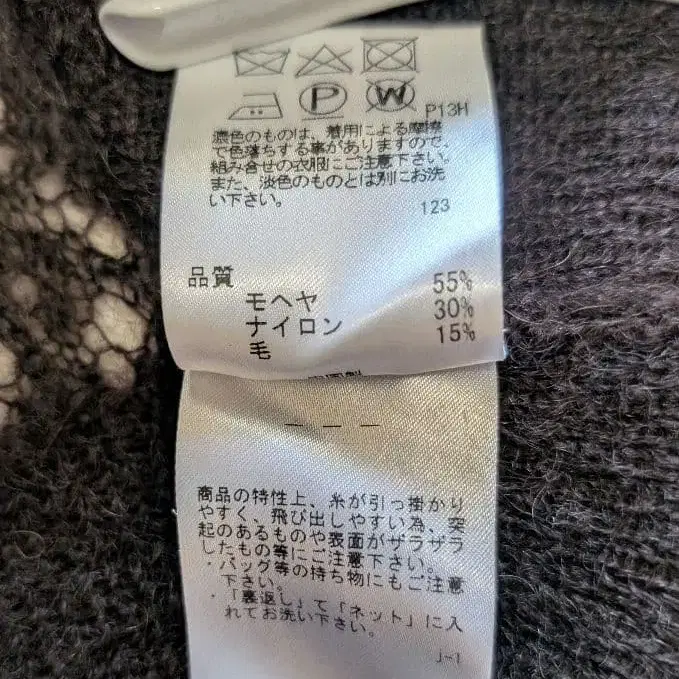 P
W
P13H
濃色のものは、着用による摩擦
で色落ちする事がありますので、
組み合せの衣服にご注意下さい。
また、淡色のものとは別にお洗
い下さい。
123
品質
モヘヤ 55%
ナイロン 30%
毛 15%
商品の特性上、糸が引っ掛かり
やすく、飛び出しやすい為、突
起のあるものや表面がザラザラ
したもの等にご注意下さい。
・バッグ等の持ち物にもご注意
下さい。
・「裏返し」て「ネット」に入
れてお洗い下さい。
J-1